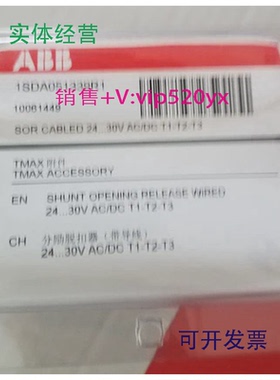 实体经营
ABB
销售+V:vip520yx
10061449
SOR CABLED 24...30V AC/DC T1-T2-T3
TMAX 附件
TMAX ACCESSORY
EN SHUNT OPENING RELEASE WIRED
24...30V AC/DC T1-T2-T3
CH 分励脱扣器（带导线）
24...30V AC/DC T1-T2-T3
可开发票